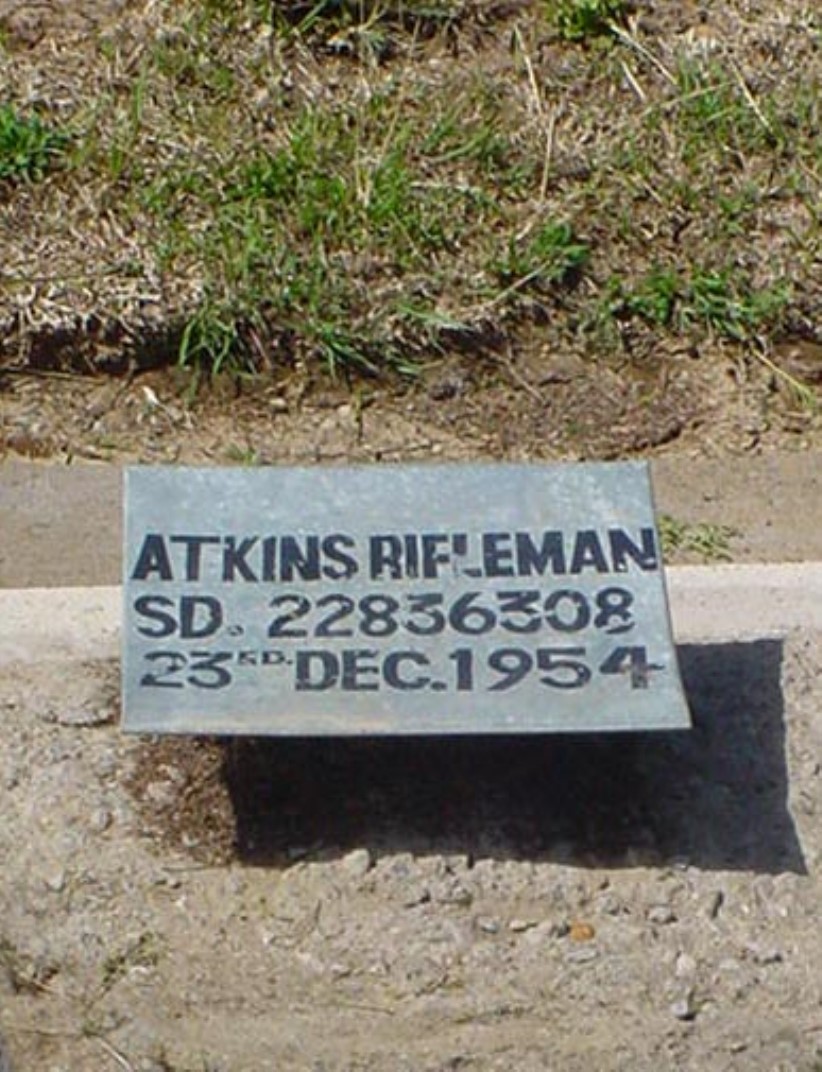 ATKINS RIFLEMAN
SD. 22836308
23RD. DEC. 1954